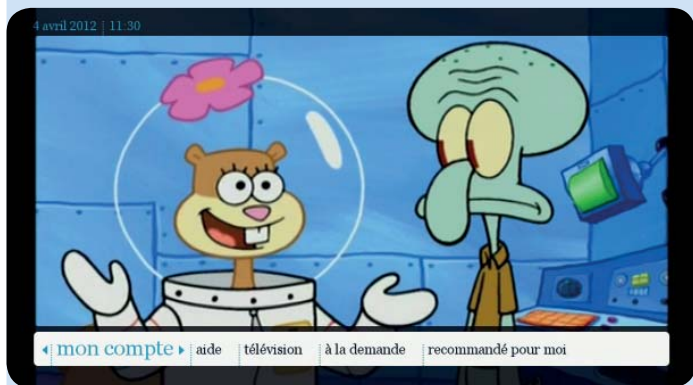 4 avril 2012 | 11:30
mon compte aide télévision à la demande recommandé pour moi